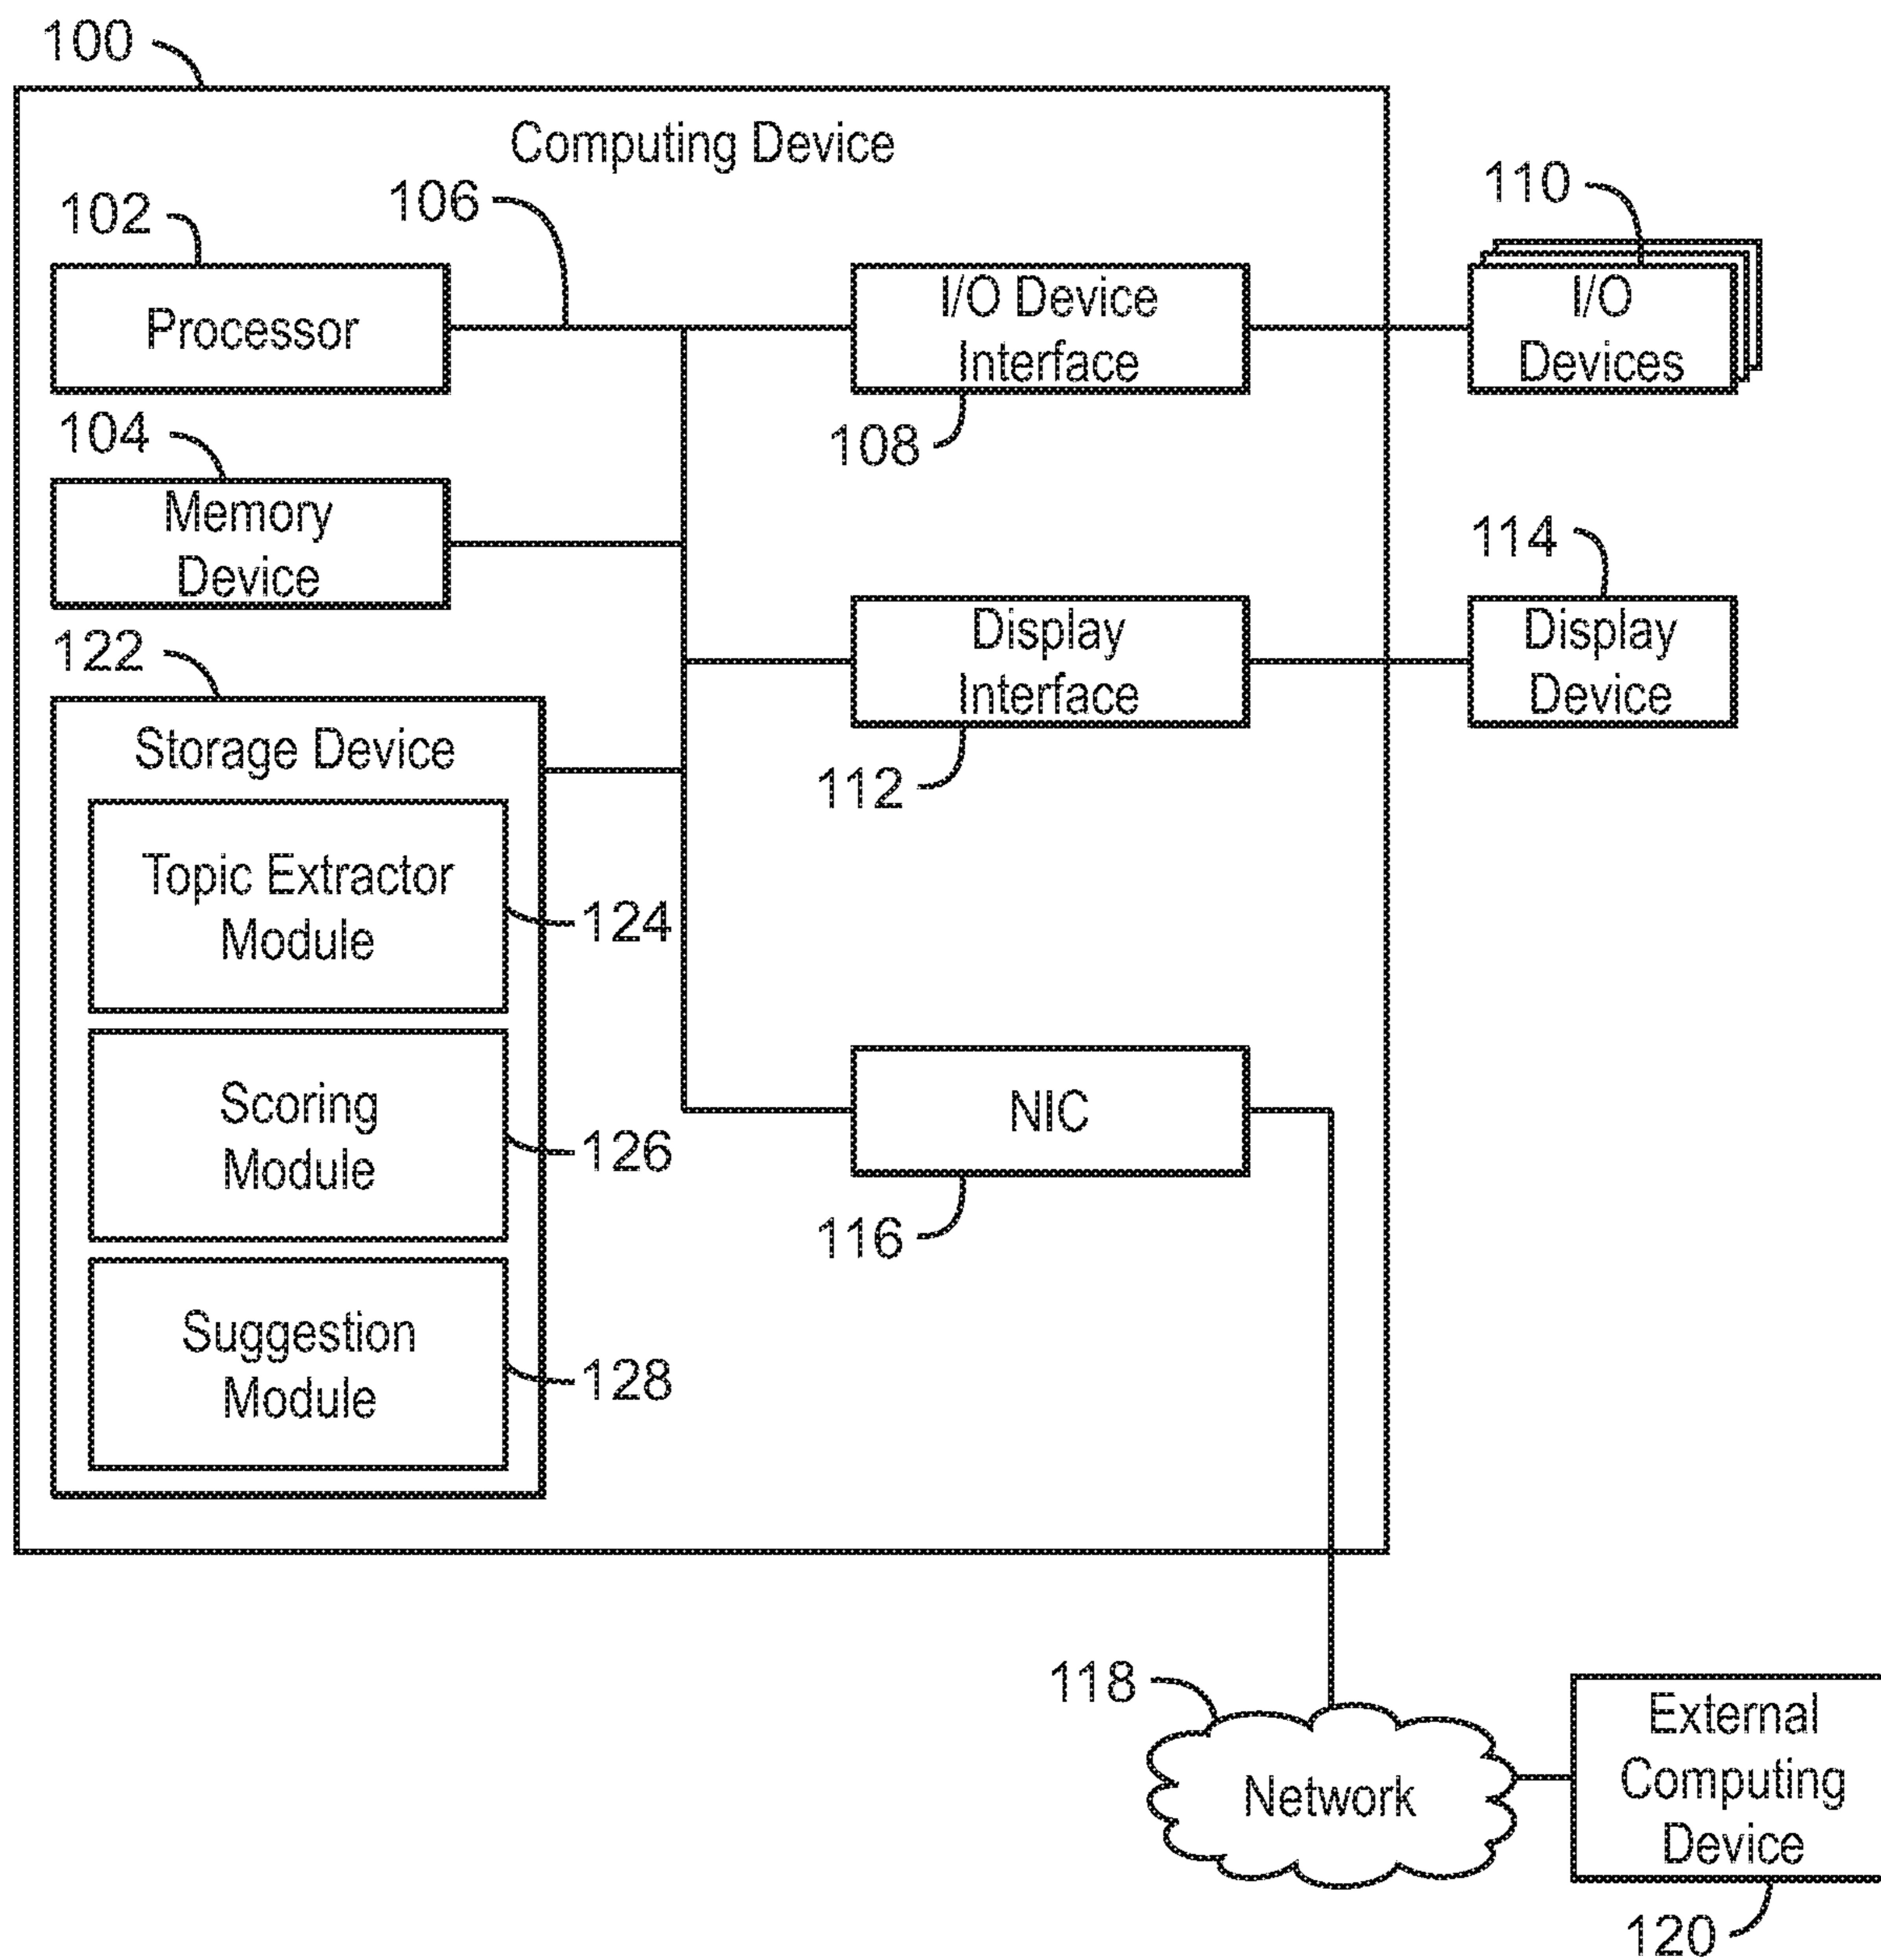 100
Computing Device
102
106
110
Processor
I/O Device
Interface
I/O
Devices
104
108
Memory
Device
114
122
Display
Interface
Display
Device
Storage Device
112
Topic Extractor
Module
124
Scoring
Module
126
NIC
116
Suggestion
Module
128
118
Network
External
Computing
Device
120